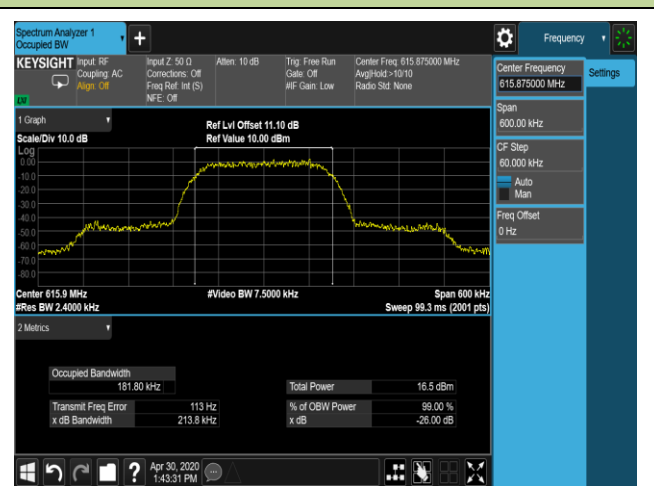 Spectrum Analyzer 1
Occupied BW
+
Frequency
KEYSIGHT
Input: RF
Coupling: AC
Align: Off
Input Z: 50 Ω
Corrections: Off
Freq Ref: Int (S)
NFE: Off
Atten: 10 dB
Trig: Free Run
Gate: Off
#IF Gain: Low
Center Freq: 615.875000 MHz
Avg|Hold:>10/10
Radio Std: None
Center Frequency
615.875000 MHz
Settings
Span
600.00 kHz
CF Step
60.000 kHz
Auto
Man
Freq Offset
0 Hz
1 Graph
Scale/Div 10.0 dB
Ref Lvl Offset 11.10 dB
Ref Value 10.00 dBm
Log
0.00
-10.0
-20.0
-30.0
-40.0
-50.0
-60.0
-70.0
-80.0
Center 615.9 MHz
#Video BW 7.5000 kHz
Span 600 kHz
#Res BW 2.4000 kHz
Sweep 99.3 ms (2001 pts)
2 Metrics
Occupied Bandwidth
181.80 kHz
Total Power 16.5 dBm
Transmit Freq Error 113 Hz
% of OBW Power 99.00 %
x dB Bandwidth 213.8 kHz
x dB -26.00 dB
?
Apr 30, 2020
1:43:31 PM